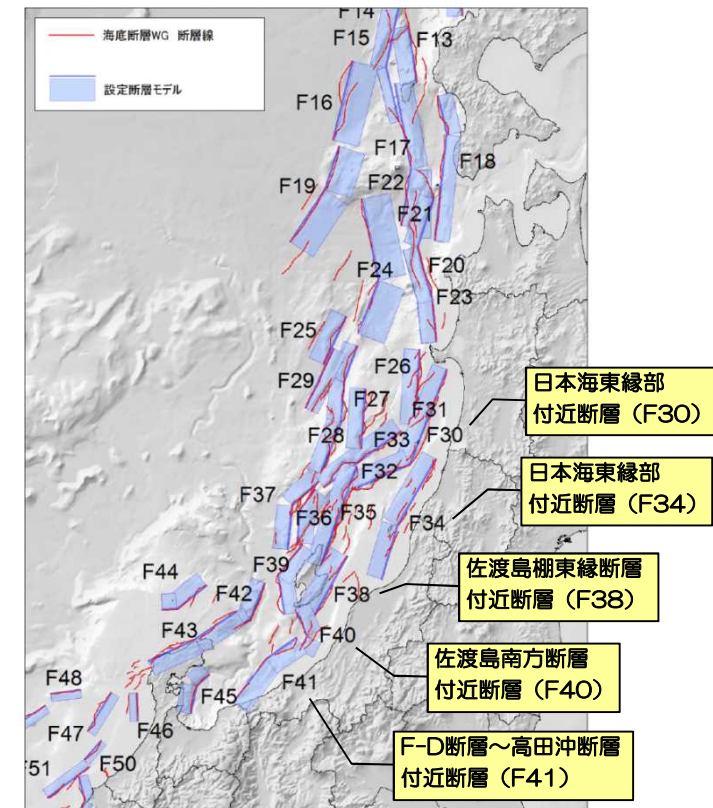 海底断層WG 断層線
設定断層モデル
F14
F15
F13
F16
F17
F18
F19
F22
F21
F24
F20
F23
F25
F26
F29
F27
F31
F28
F33
F30
F32
F37
F36
F35
F34
F39
F44
F42
F38
F43
F40
F48
F45
F41
F47
F46
F50
F51
日本海東縁部
付近断層（F30）
日本海東縁部
付近断層（F34）
佐渡島棚東縁断層
付近断層（F38）
佐渡島南方断層
付近断層（F40）
F-D断層～高田沖断層
付近断層（F41）